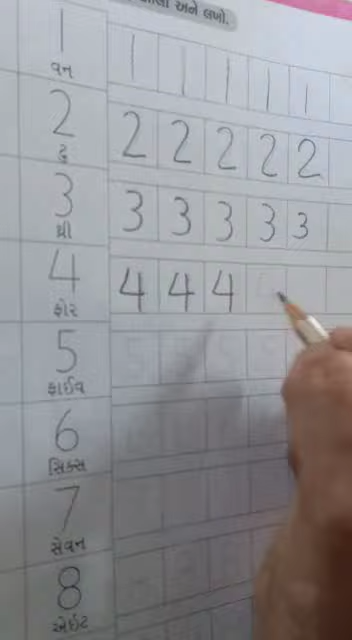 અને લખો.
1 1 1 1 1 1
વન
2 2 2 2 2 2
ટુ
3 3 3 3 3 3
થ્રી
4 4 4 4
ફોર
5
ફાઈવ
6
સિક્સ
7
સેવન
8
એઈટ